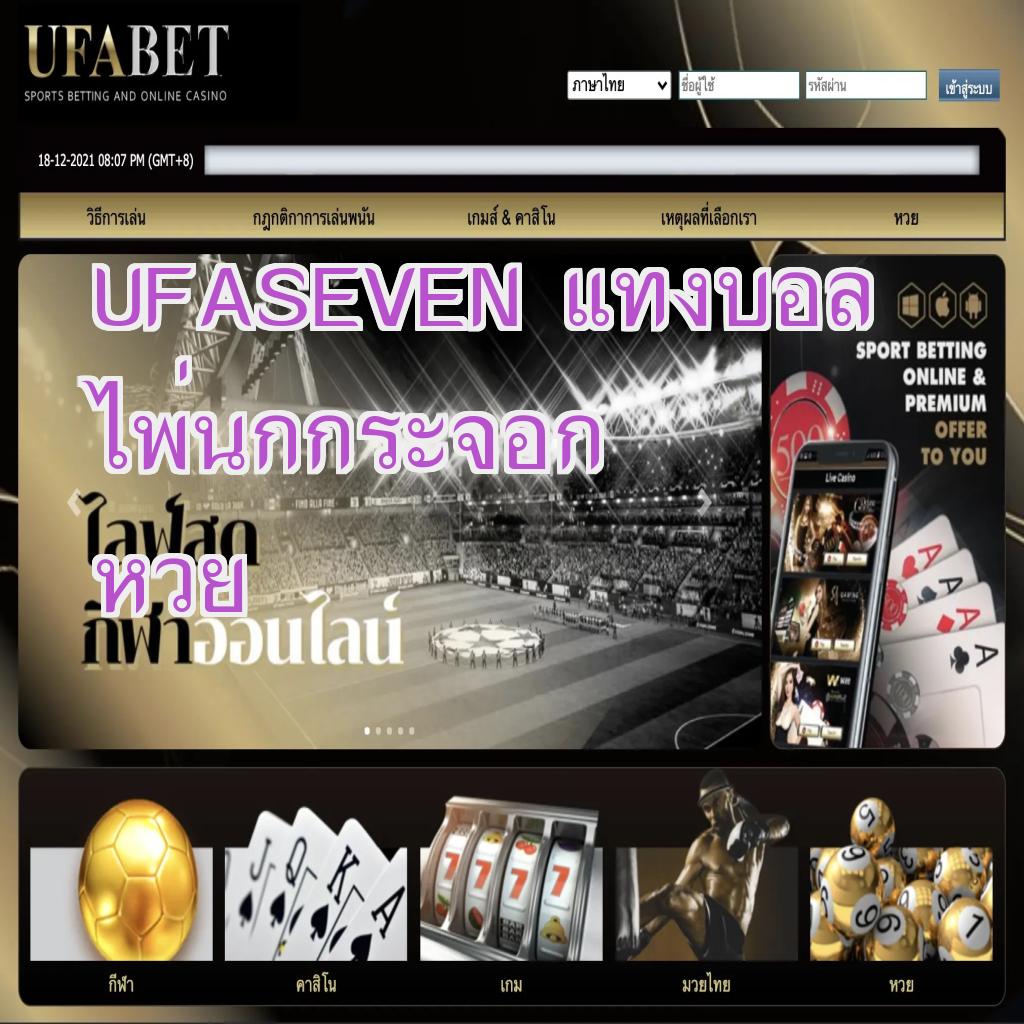 UFABET
SPORTS BETTING AND ONLINE CASINO
ภาษาไทย
ชื่อผู้ใช้
รหัสผ่าน
เข้าสู่ระบบ
18-12-2021 08:07 PM (GMT+8)
วิธีการเล่น
กฎกติกาการเล่นพนัน
เกมส์ & คาสิโน
เหตุผลที่เลือกเรา
หวย
UFASEVEN แทงบอล
ไพ่นกกระจอก
หวย
ไลฟ์สด
กีฬาออนไลน์
SPORT BETTING
ONLINE &
PREMIUM
OFFER
TO YOU
500
Live Casino
A
A
A
A
J Q K A
7 7 7 7
กีฬา
คาสิโน
เกม
มวยไทย
หวย